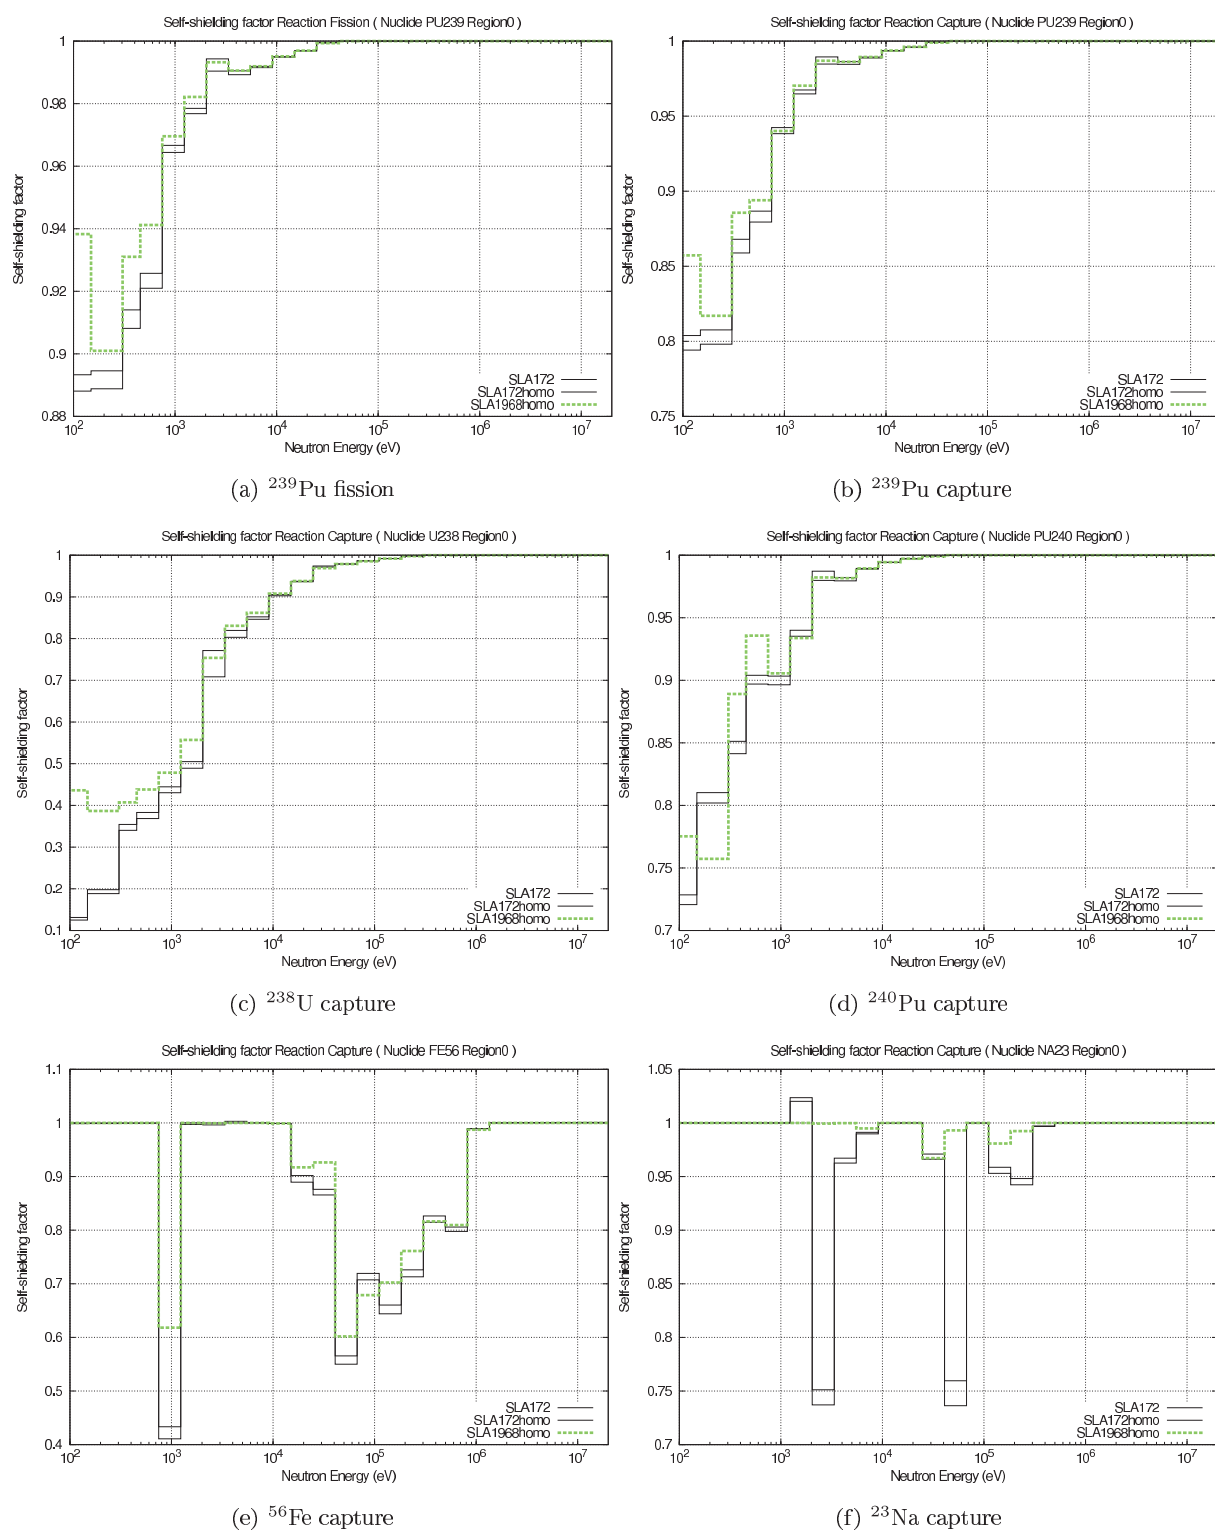 Self-shielding factor Reaction Fission ( Nuclide PU239 Region0 )
1
0.98
0.96
0.94
0.92
0.9
0.88
Self-shielding factor
SLA172
SLA172homo
SLA1968homo
10^2 10^3 10^4 10^5 10^6 10^7
Neutron Energy (eV)
(a) ^{239}Pu fission
Self-shielding factor Reaction Capture ( Nuclide PU239 Region0 )
1
0.95
0.9
0.85
0.8
0.75
Self-shielding factor
SLA172
SLA172homo
SLA1968homo
10^2 10^3 10^4 10^5 10^6 10^7
Neutron Energy (eV)
(b) ^{239}Pu capture
Self-shielding factor Reaction Capture ( Nuclide U238 Region0 )
1
0.9
0.8
0.7
0.6
0.5
0.4
0.3
0.2
0.1
Self-shielding factor
SLA172
SLA172homo
SLA1968homo
10^2 10^3 10^4 10^5 10^6 10^7
Neutron Energy (eV)
(c) ^{238}U capture
Self-shielding factor Reaction Capture ( Nuclide PU240 Region0 )
1
0.95
0.9
0.85
0.8
0.75
0.7
Self-shielding factor
SLA172
SLA172homo
SLA1968homo
10^2 10^3 10^4 10^5 10^6 10^7
Neutron Energy (eV)
(d) ^{240}Pu capture
Self-shielding factor Reaction Capture ( Nuclide FE56 Region0 )
1.1
1
0.9
0.8
0.7
0.6
0.5
0.4
Self-shielding factor
SLA172
SLA172homo
SLA1968homo
10^2 10^3 10^4 10^5 10^6 10^7
Neutron Energy (eV)
(e) ^{56}Fe capture
Self-shielding factor Reaction Capture ( Nuclide NA23 Region0 )
1.05
1
0.95
0.9
0.85
0.8
0.75
0.7
Self-shielding factor
SLA172
SLA172homo
SLA1968homo
10^2 10^3 10^4 10^5 10^6 10^7
Neutron Energy (eV)
(f) ^{23}Na capture